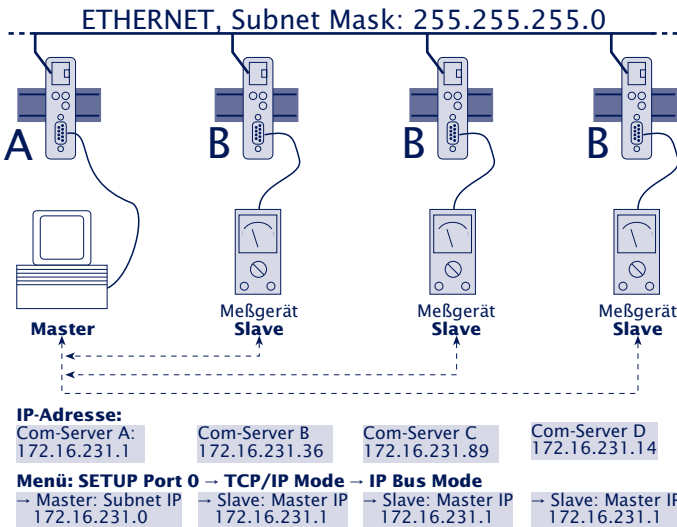 ETHERNET, Subnet Mask: 255.255.255.0
A B B B
Meßgerät Meßgerät Meßgerät
Master Slave Slave Slave
IP-Adresse:
Com-Server A: Com-Server B Com-Server C Com-Server D
172.16.231.1 172.16.231.36 172.16.231.89 172.16.231.14
Menü: SETUP Port 0 → TCP/IP Mode → IP Bus Mode
→ Master: Subnet IP → Slave: Master IP → Slave: Master IP → Slave: Master IP
172.16.231.0 172.16.231.1 172.16.231.1 172.16.231.1